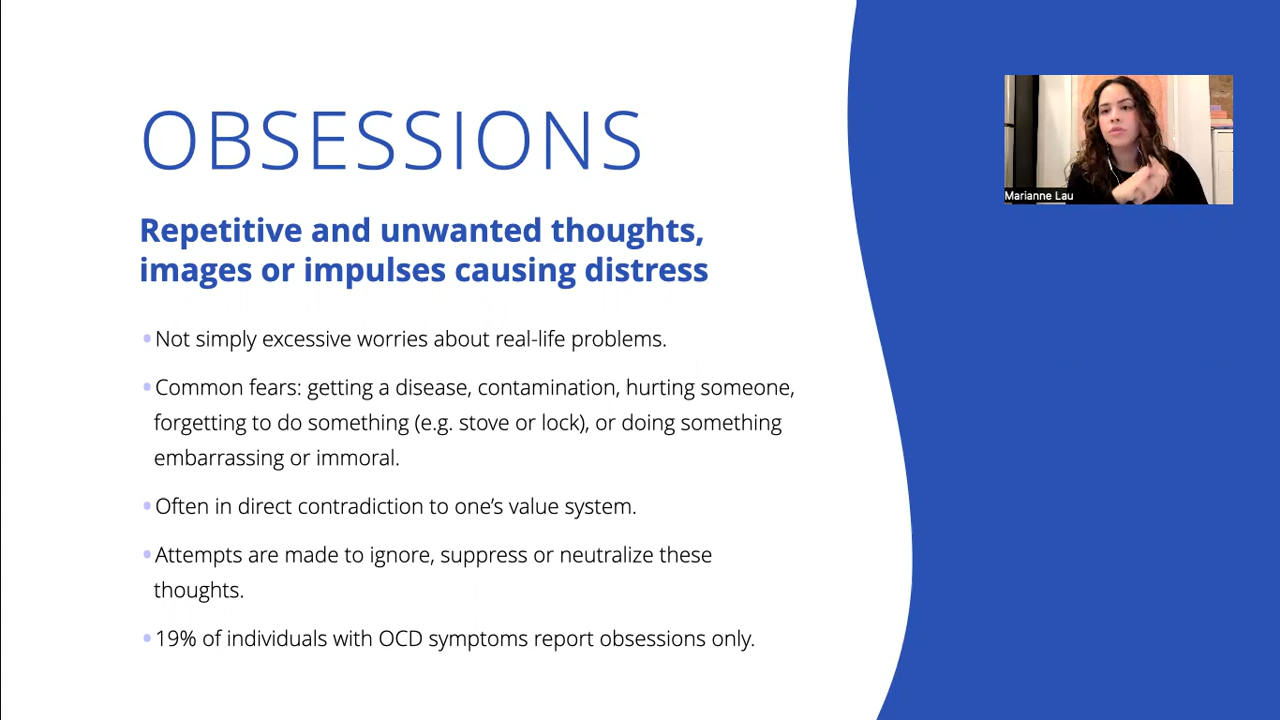 OBSESSIONS
Repetitive and unwanted thoughts,
images or impulses causing distress
•Not simply excessive worries about real-life problems.
•Common fears: getting a disease, contamination, hurting someone,
forgetting to do something (e.g. stove or lock), or doing something
embarrassing or immoral.
•Often in direct contradiction to one’s value system.
•Attempts are made to ignore, suppress or neutralize these
thoughts.
•19% of individuals with OCD symptoms report obsessions only.
Marianne Lau